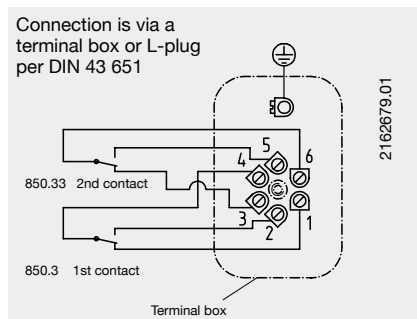 Connection is via a
terminal box or L-plug
per DIN 43 651
2162679.01
5
4
6
850.33 2nd contact
3
2
1
850.3 1st contact
Terminal box